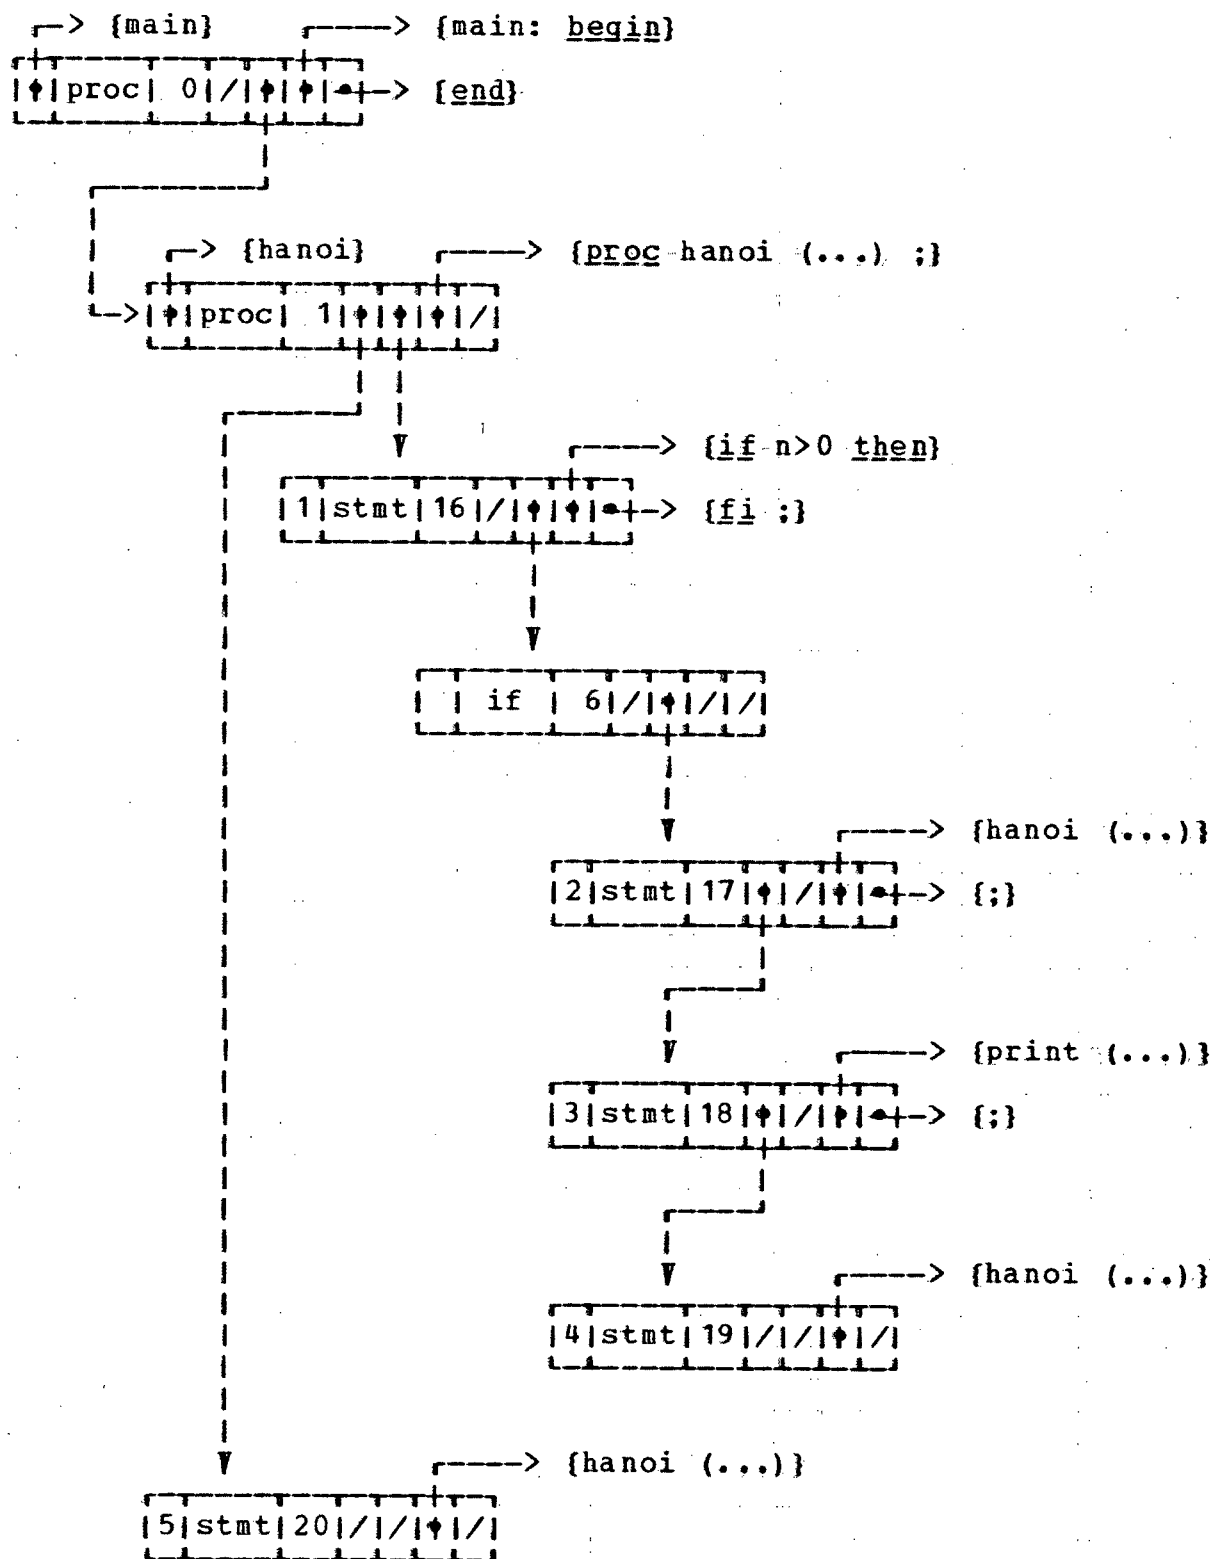 {main} {main: begin}
proc 0 / {end}
{hanoi} {proc hanoi (...) ;}
proc 1 /
{if n>0 then}
1 stmt 16 / {fi ;}
if 6 / / /
{hanoi (...)}
2 stmt 17 / {;}
{print (...)}
3 stmt 18 / {;}
{hanoi (...)}
4 stmt 19 / / /
{hanoi (...)}
5 stmt 20 / / /